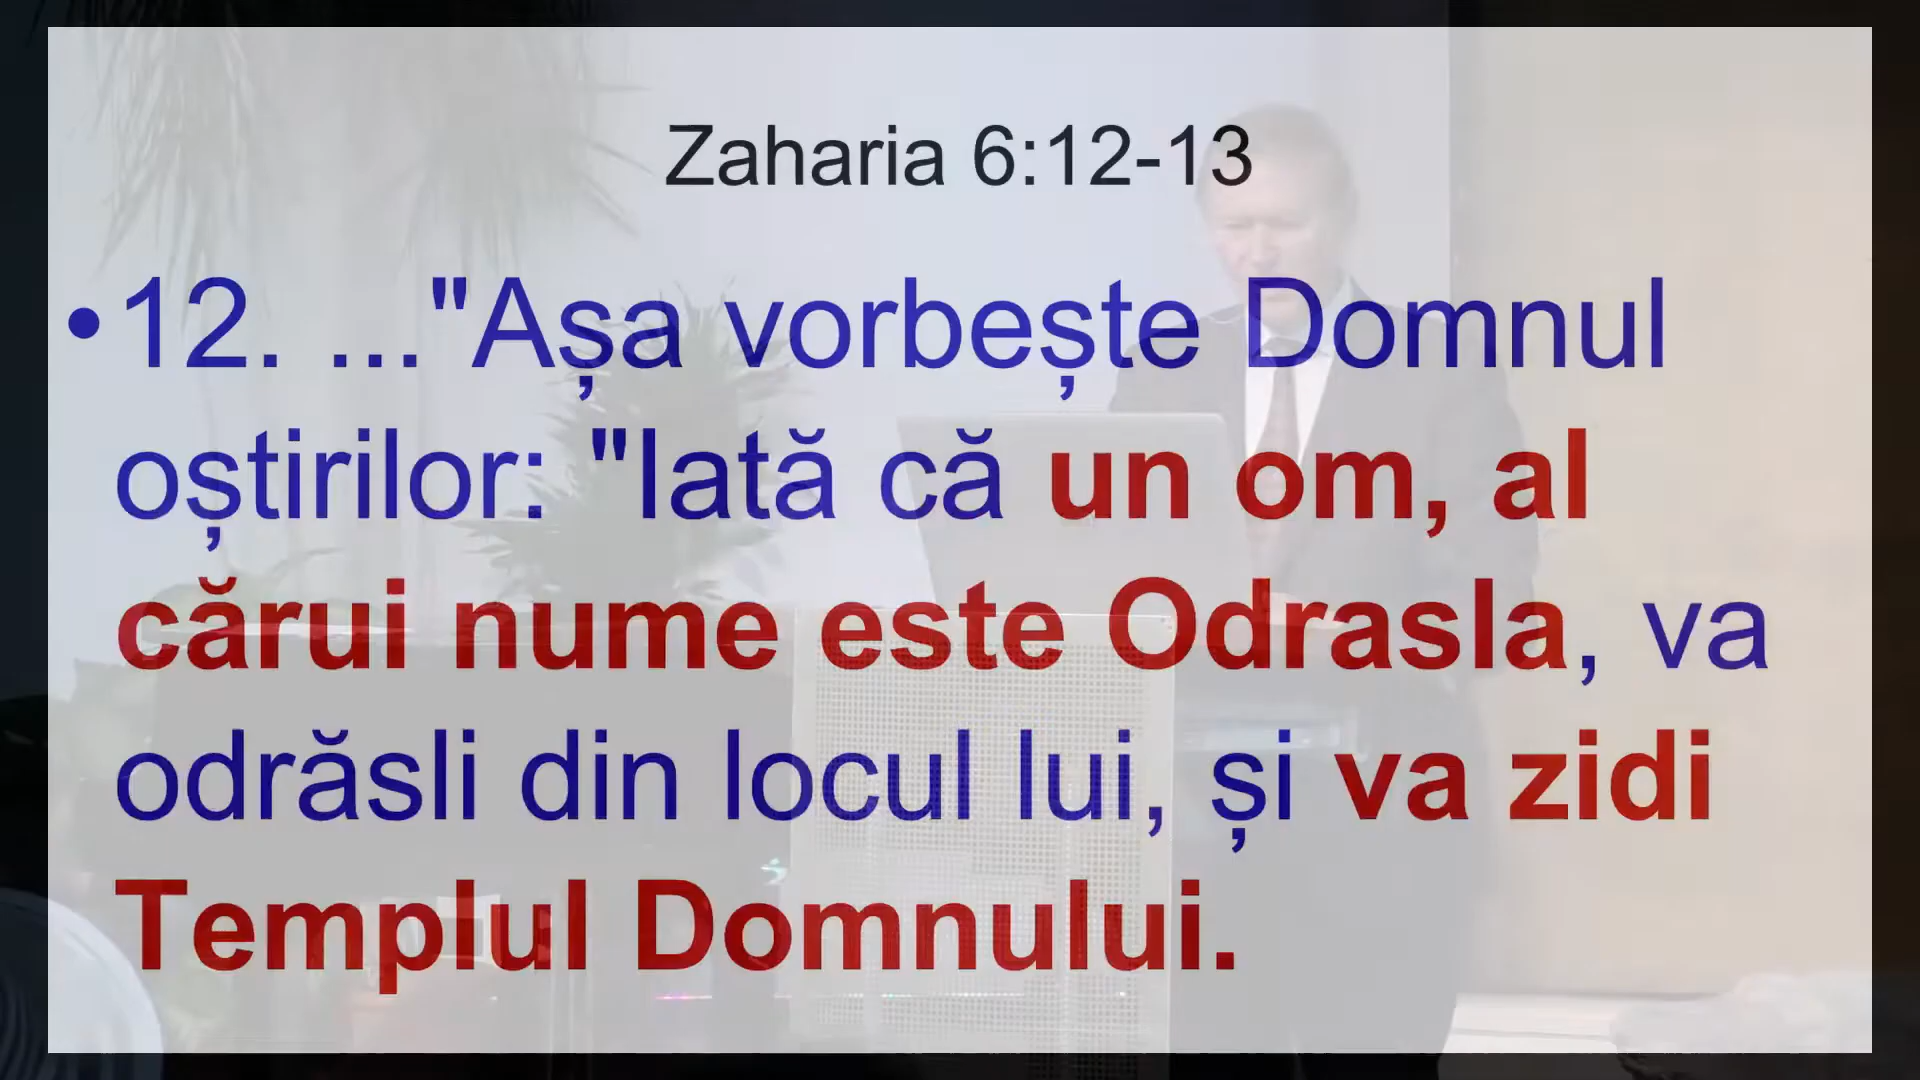 Zaharia 6:12-13
•12. ... "Așa vorbește Domnul
oștirilor: "Iată că un om, al
cărui nume este Odrasla, va
odrăsli din locul lui, și va zidi
Templul Domnului.